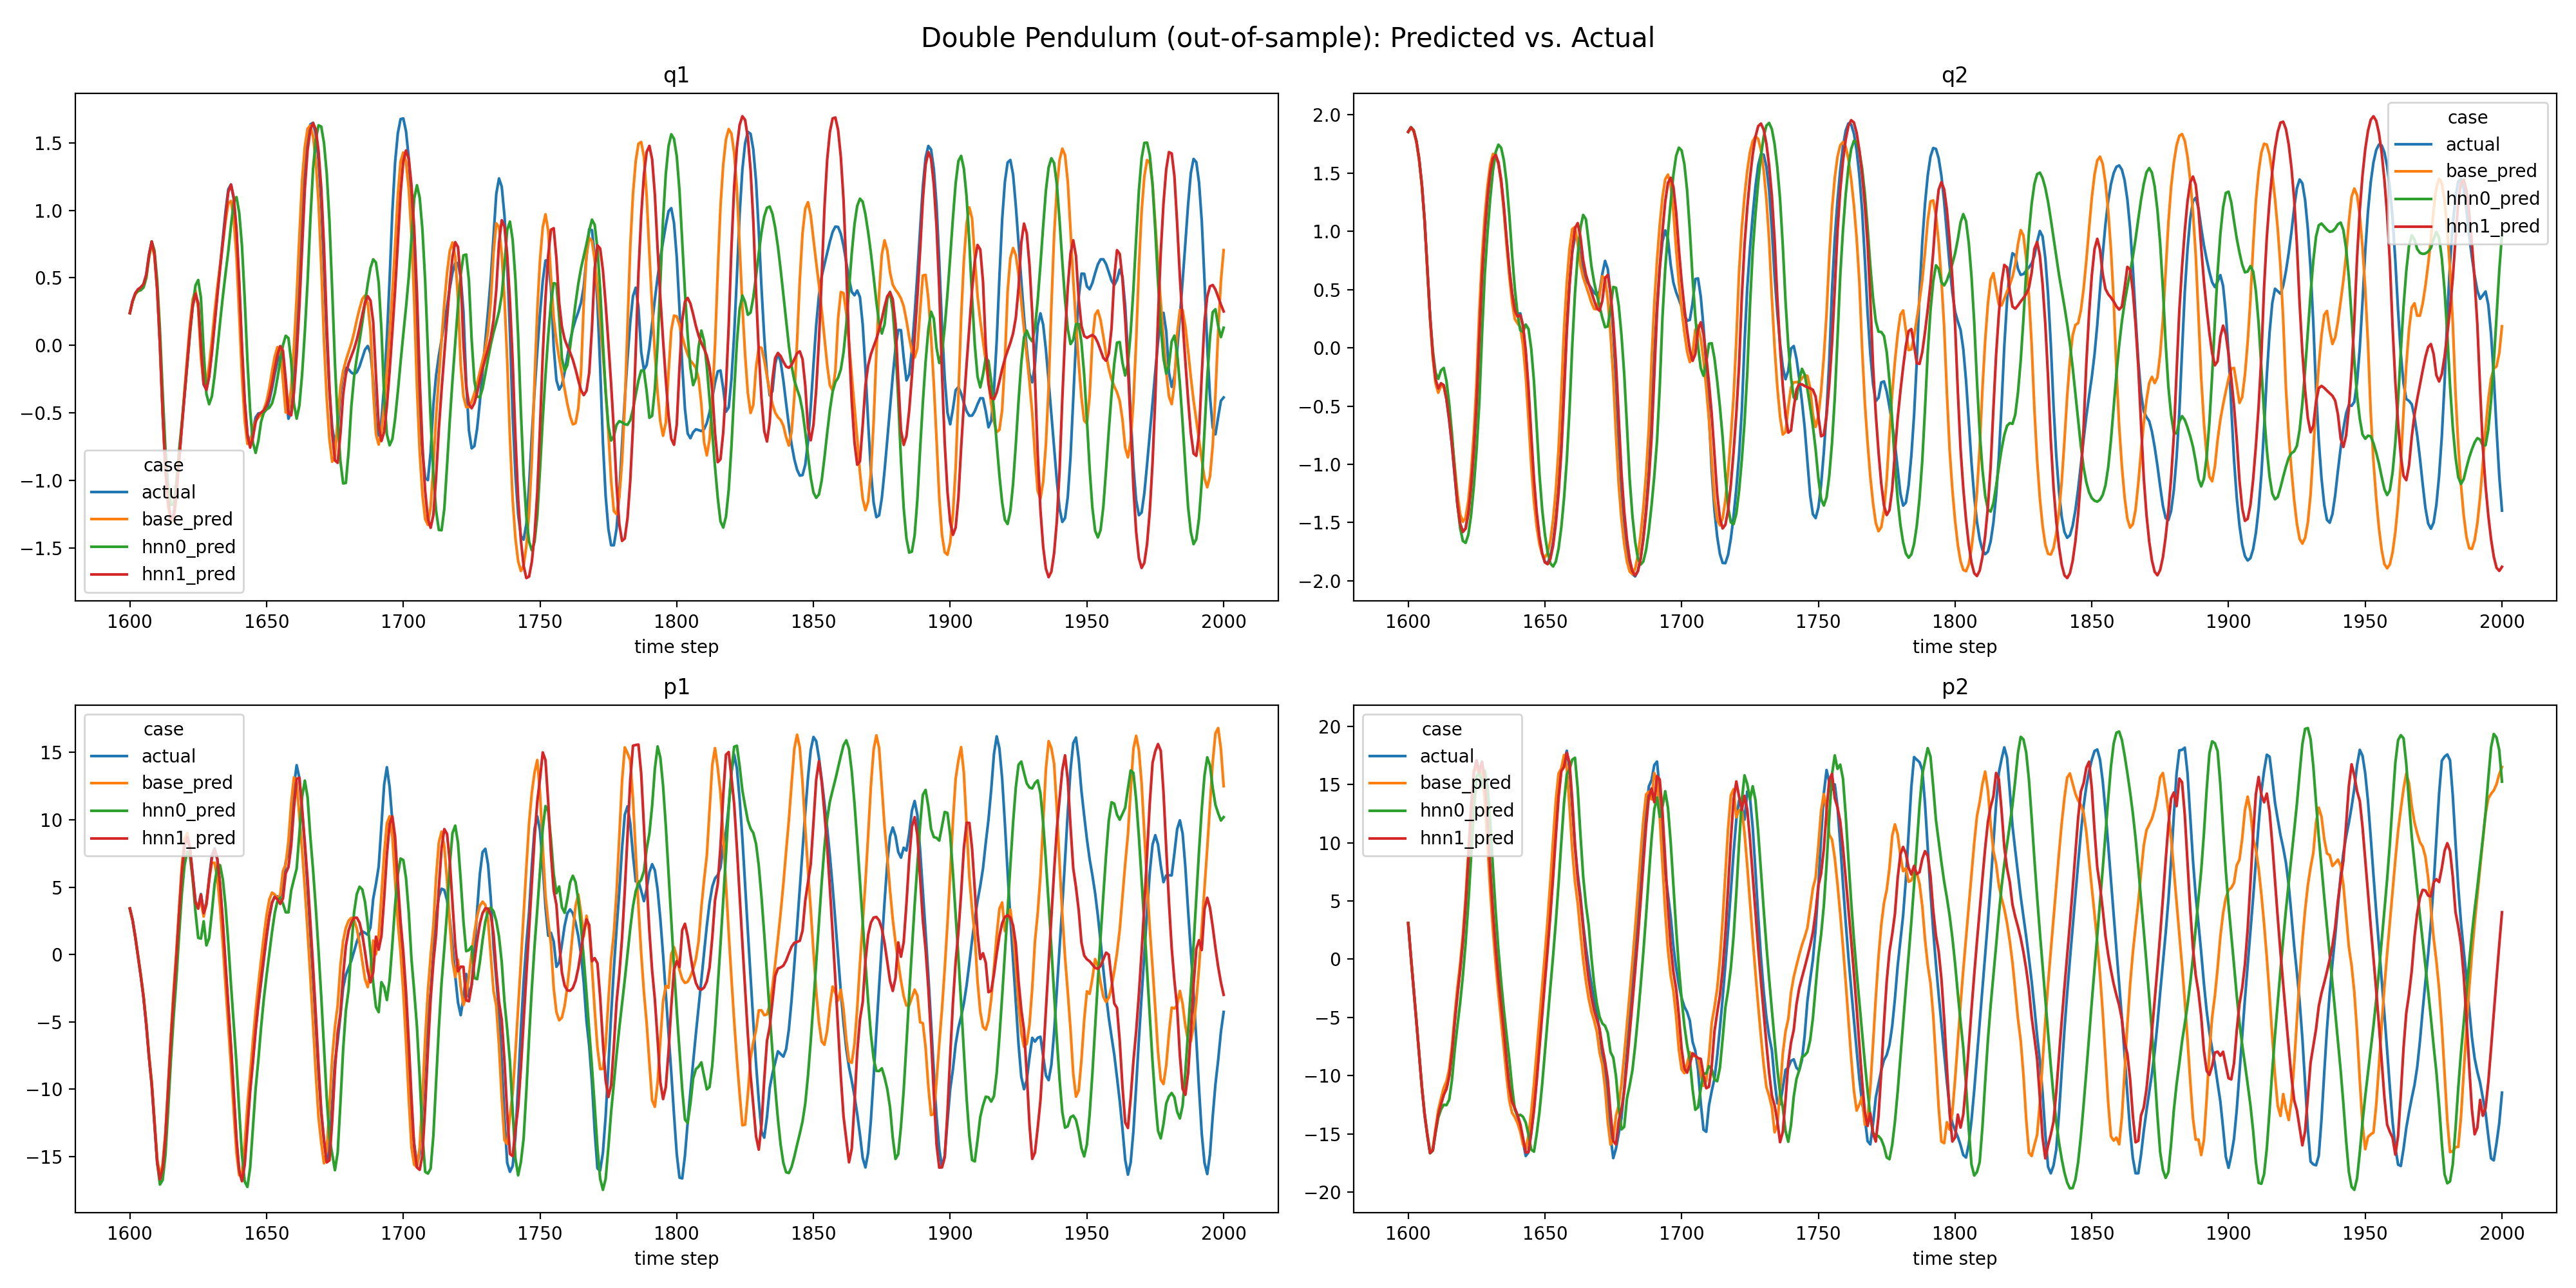 Double Pendulum (out-of-sample): Predicted vs. Actual
q1
1.5
1.0
0.5
0.0
−0.5
−1.0
−1.5
case
actual
base_pred
hnn0_pred
hnn1_pred
1600 1650 1700 1750 1800 1850 1900 1950 2000
time step
q2
2.0
1.5
1.0
0.5
0.0
−0.5
−1.0
−1.5
−2.0
case
actual
base_pred
hnn0_pred
hnn1_pred
1600 1650 1700 1750 1800 1850 1900 1950 2000
time step
p1
15
10
5
0
−5
−10
−15
case
actual
base_pred
hnn0_pred
hnn1_pred
1600 1650 1700 1750 1800 1850 1900 1950 2000
time step
p2
20
15
10
5
0
−5
−10
−15
−20
case
actual
base_pred
hnn0_pred
hnn1_pred
1600 1650 1700 1750 1800 1850 1900 1950 2000
time step